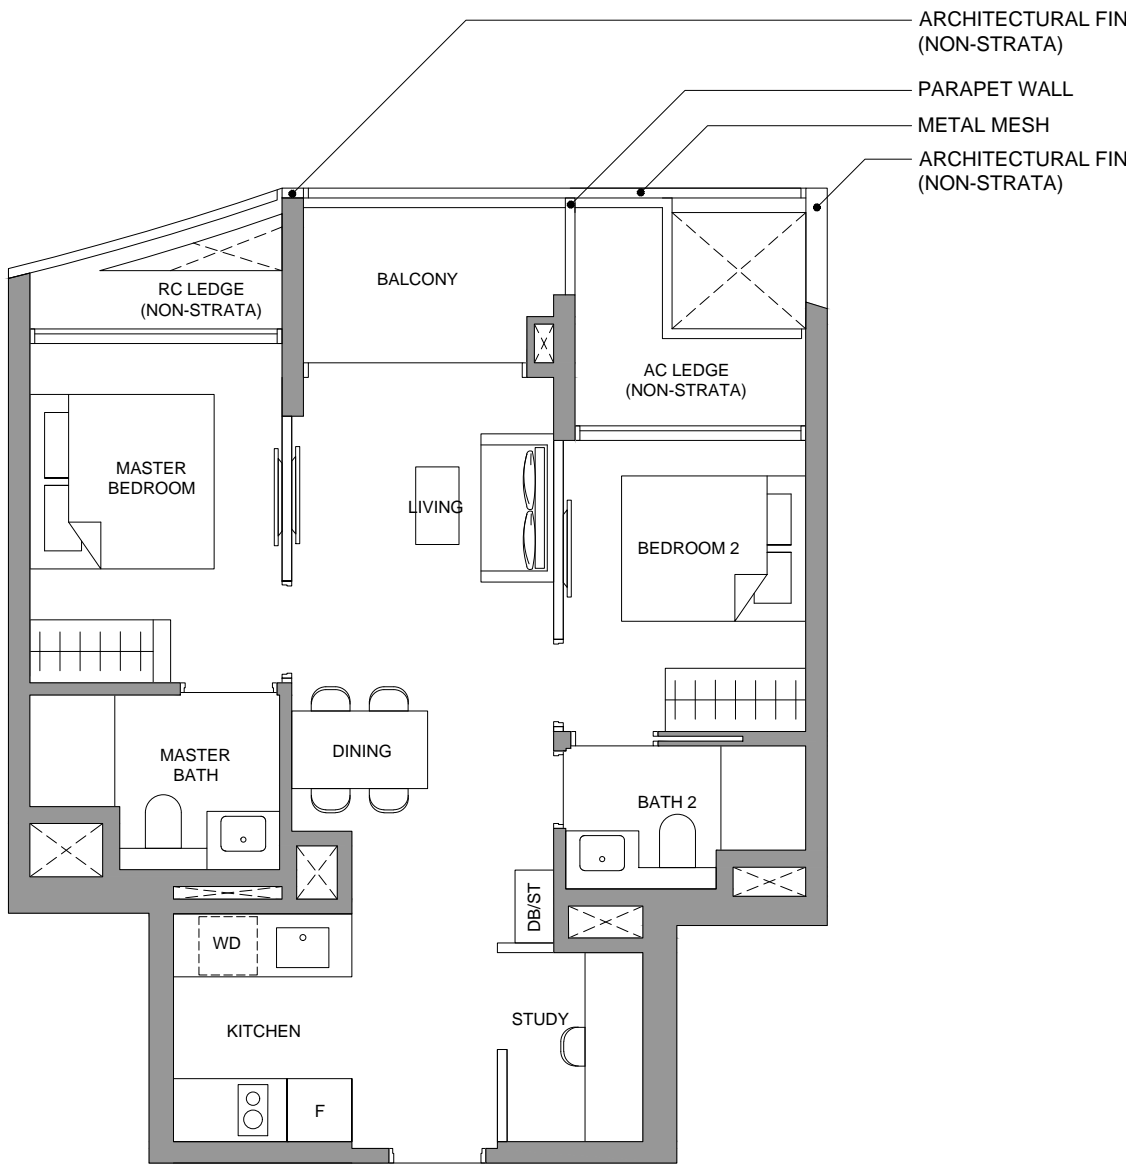 ARCHITECTURAL FIN
(NON-STRATA)
PARAPET WALL
METAL MESH
ARCHITECTURAL FIN
(NON-STRATA)
BALCONY
RC LEDGE
(NON-STRATA)
AC LEDGE
(NON-STRATA)
MASTER
BEDROOM
LIVING
BEDROOM 2
DINING
MASTER
BATH
BATH 2
DB/ST
WD
STUDY
KITCHEN
F